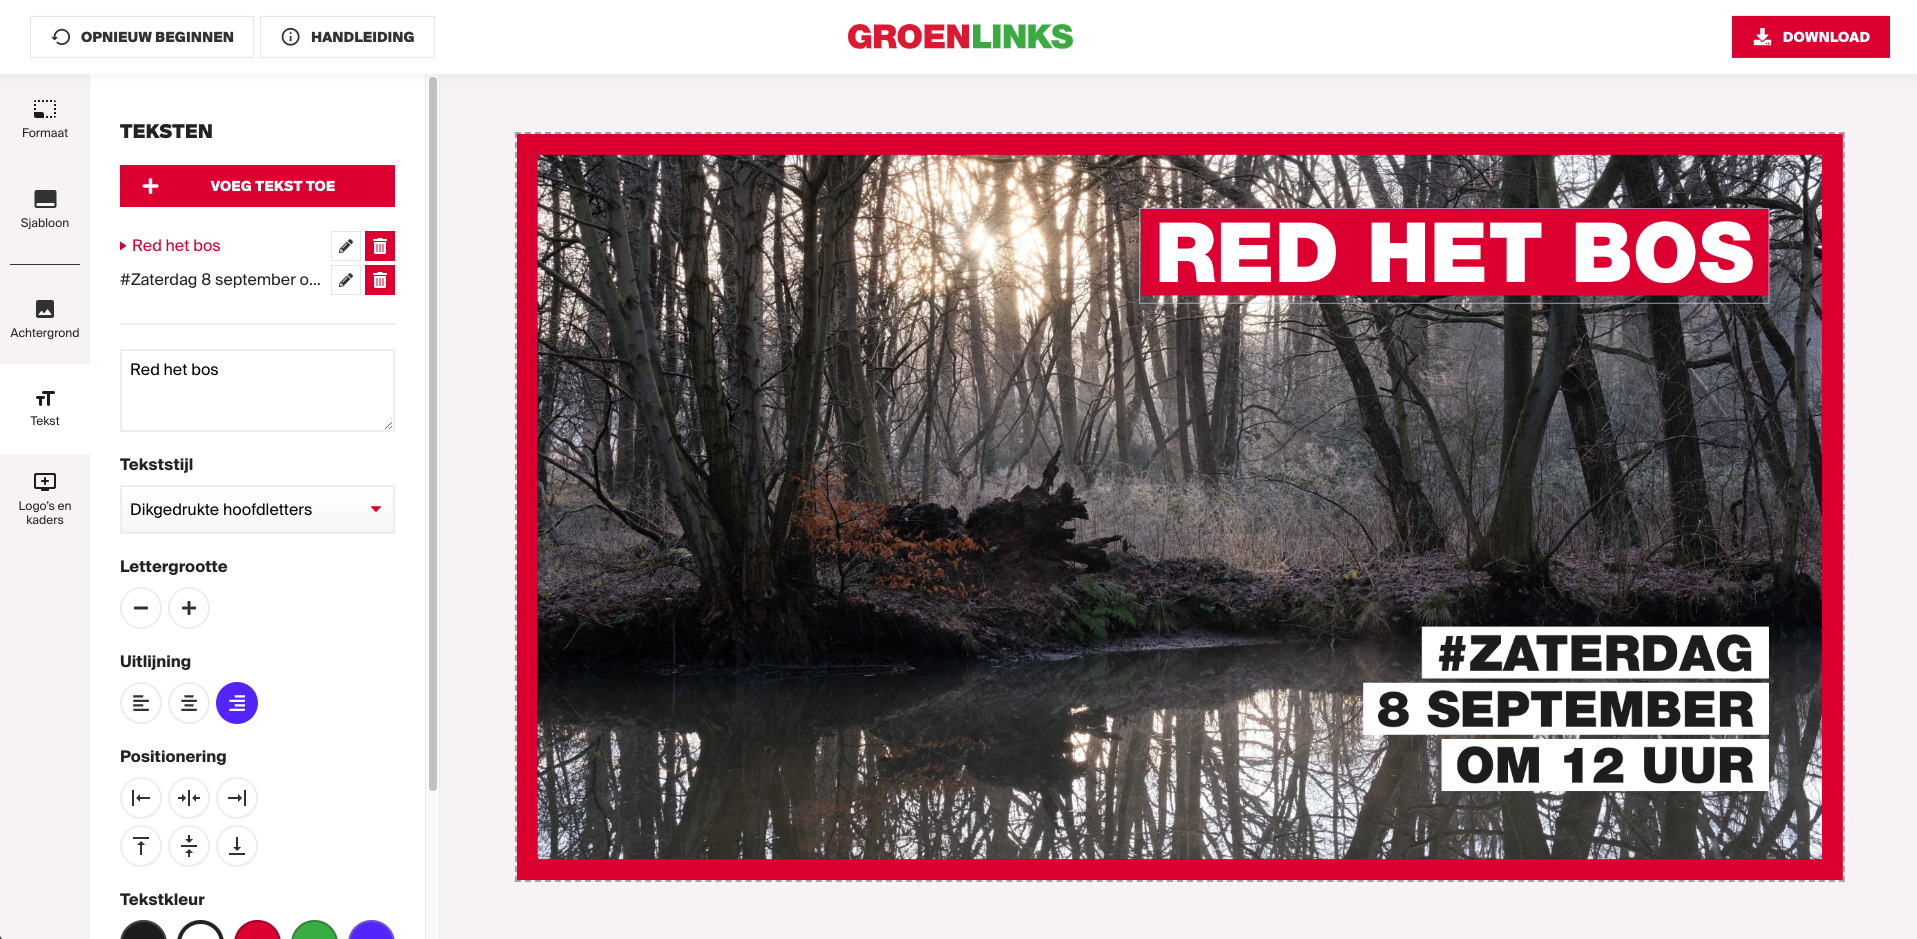 OPNIEUW BEGINNEN
HANDLEIDING
GROENLINKS
DOWNLOAD
Formaat
Sjabloon
Achtergrond
Tekst
Logo's en
kaders
TEKSTEN
VOEG TEKST TOE
Red het bos
#Zaterdag 8 september o...
Red het bos
Tekststijl
Dikgedrukte hoofdletters
Lettergrootte
Uitlijning
Positionering
Tekstkleur
RED HET BOS
#ZATERDAG
8 SEPTEMBER
OM 12 UUR